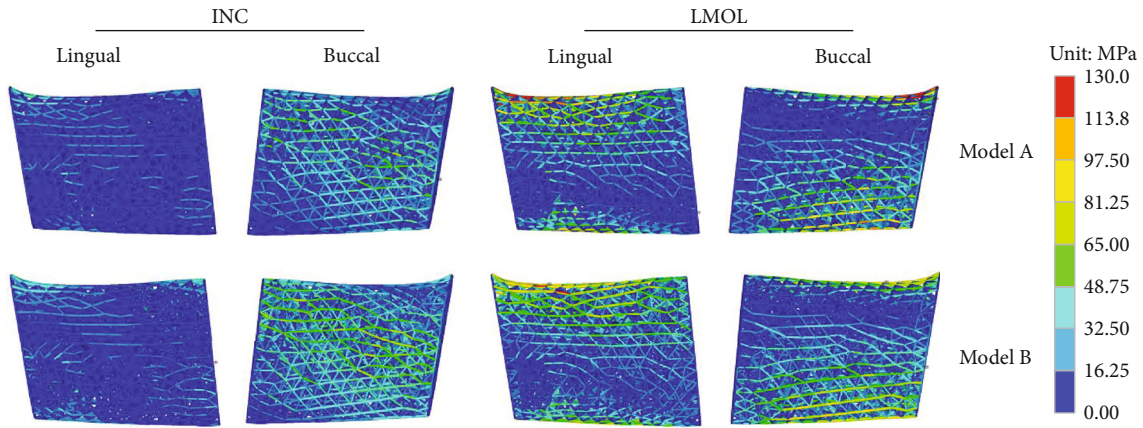 INC
LMOL
Lingual
Buccal
Lingual
Buccal
Unit: MPa
130.0
113.8
97.50
81.25
65.00
48.75
32.50
16.25
0.00
Model A
Model B